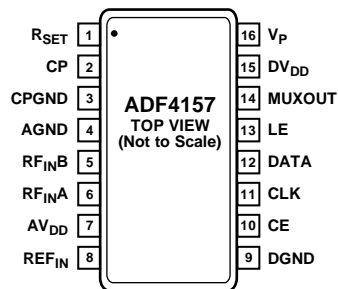 RSET 1 16 VP
CP 2 15 DVDD
CPGND 3 14 MUXOUT
AGND 4 13 LE
RFINB 5 12 DATA
RFINA 6 11 CLK
AVDD 7 10 CE
REFIN 8 9 DGND
ADF4157
TOP VIEW
(Not to Scale)